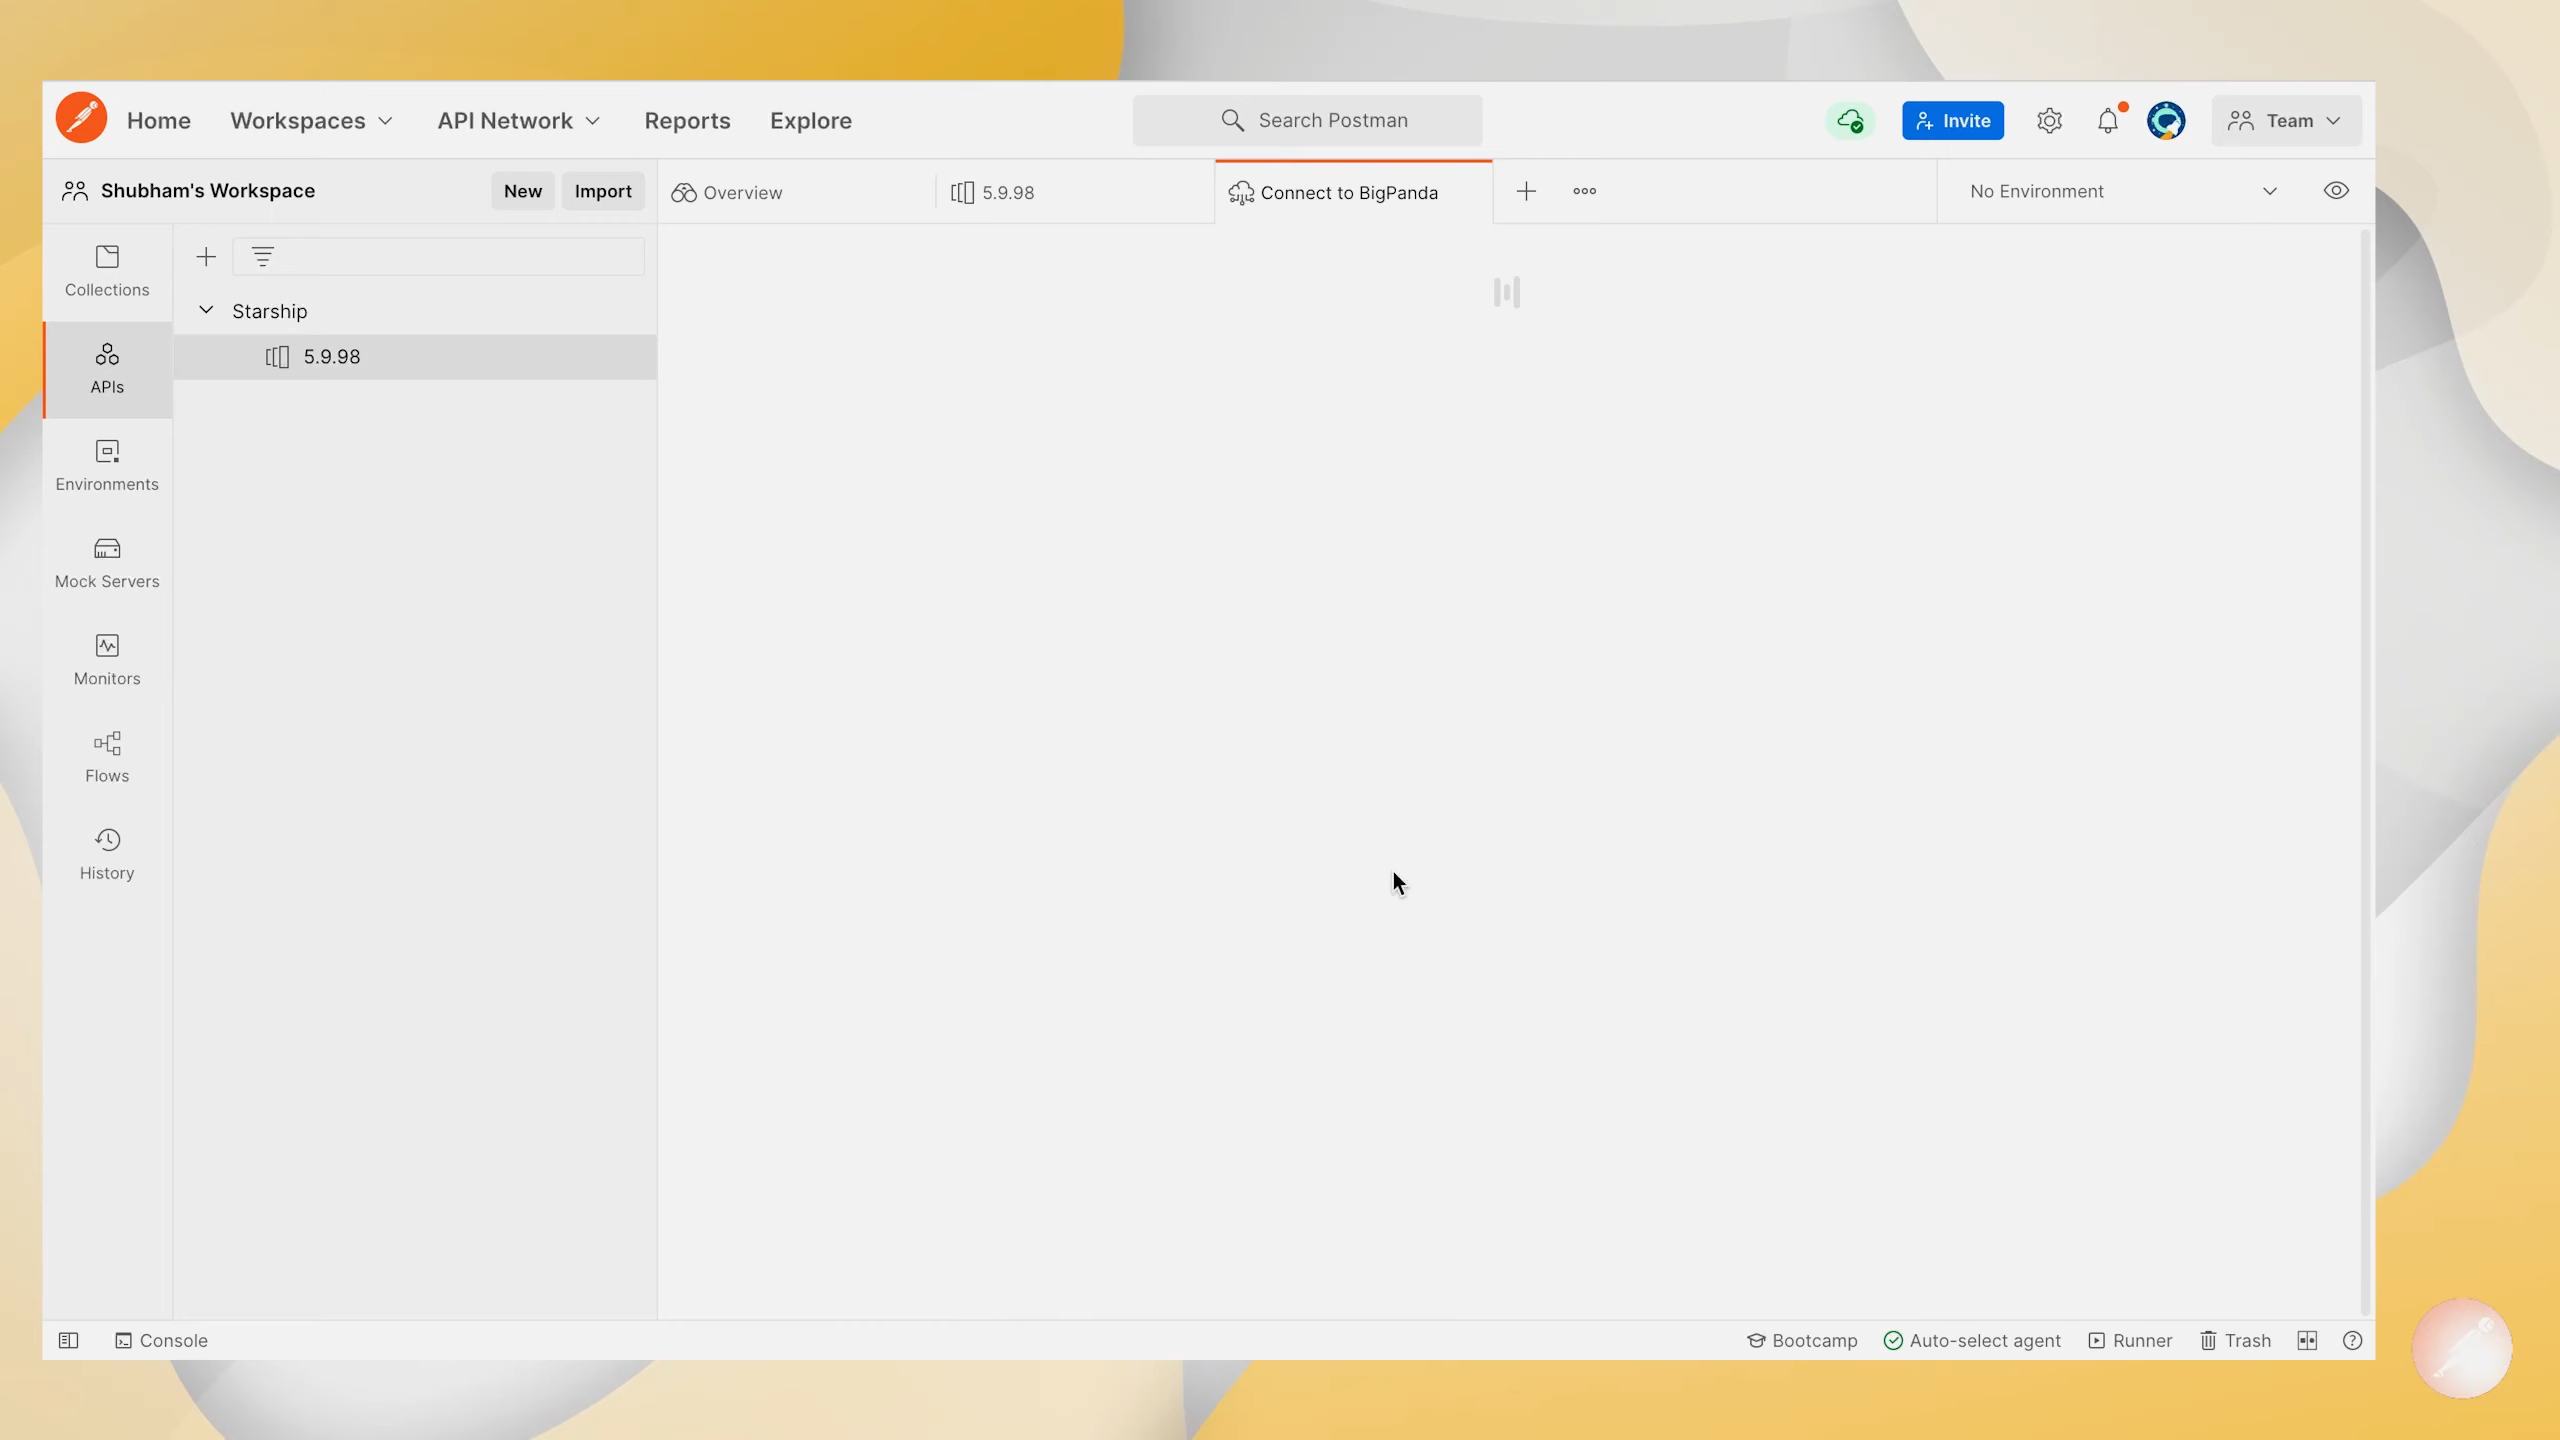 Home Workspaces API Network Reports Explore Search Postman Invite Team
Shubham's Workspace New Import Overview 5.9.98 Connect to BigPanda No Environment
Collections
APIs
Environments
Mock Servers
Monitors
Flows
History
Starship
5.9.98
Console Bootcamp Auto-select agent Runner Trash